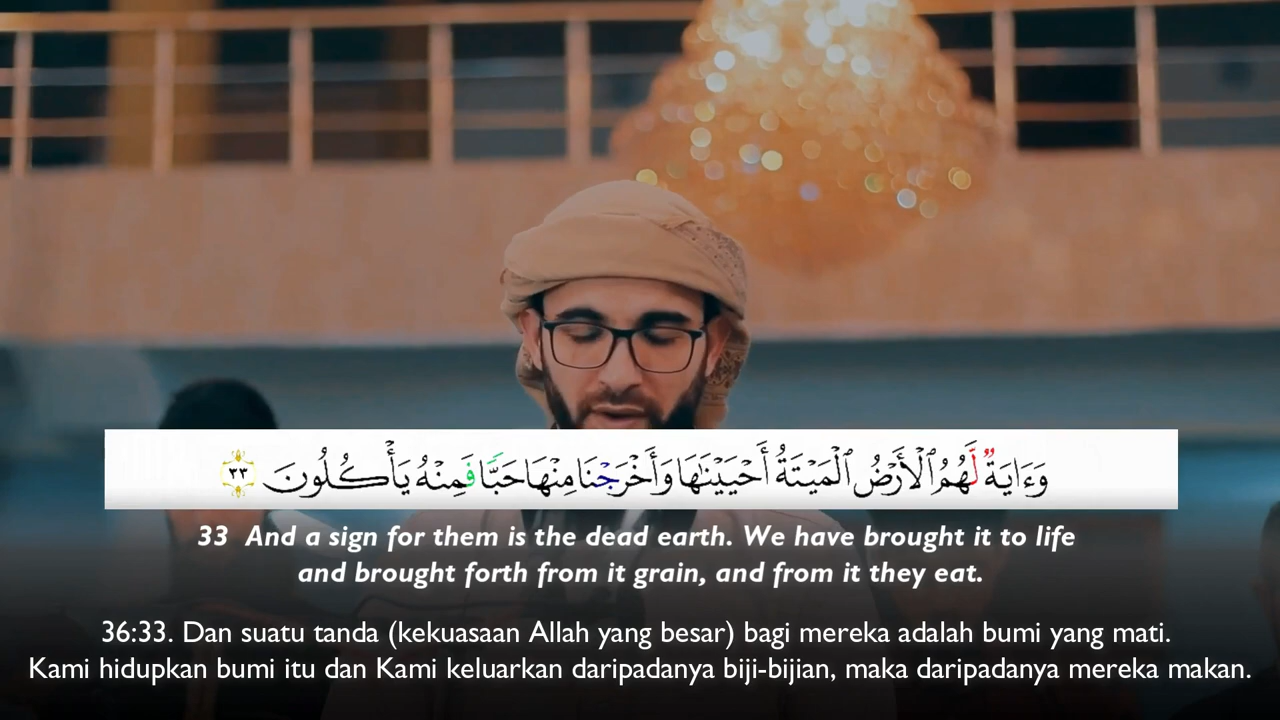 وَءَايَةٌ لَّهُمُ ٱلْأَرْضُ ٱلْمَيْتَةُ أَحْيَيْنَٰهَا وَأَخْرَجْنَا مِنْهَا حَبًّا فَمِنْهُ يَأْكُلُونَ ٣٣
33 And a sign for them is the dead earth. We have brought it to life
and brought forth from it grain, and from it they eat.
36:33. Dan suatu tanda (kekuasaan Allah yang besar) bagi mereka adalah bumi yang mati.
Kami hidupkan bumi itu dan Kami keluarkan daripadanya biji-bijian, maka daripadanya mereka makan.